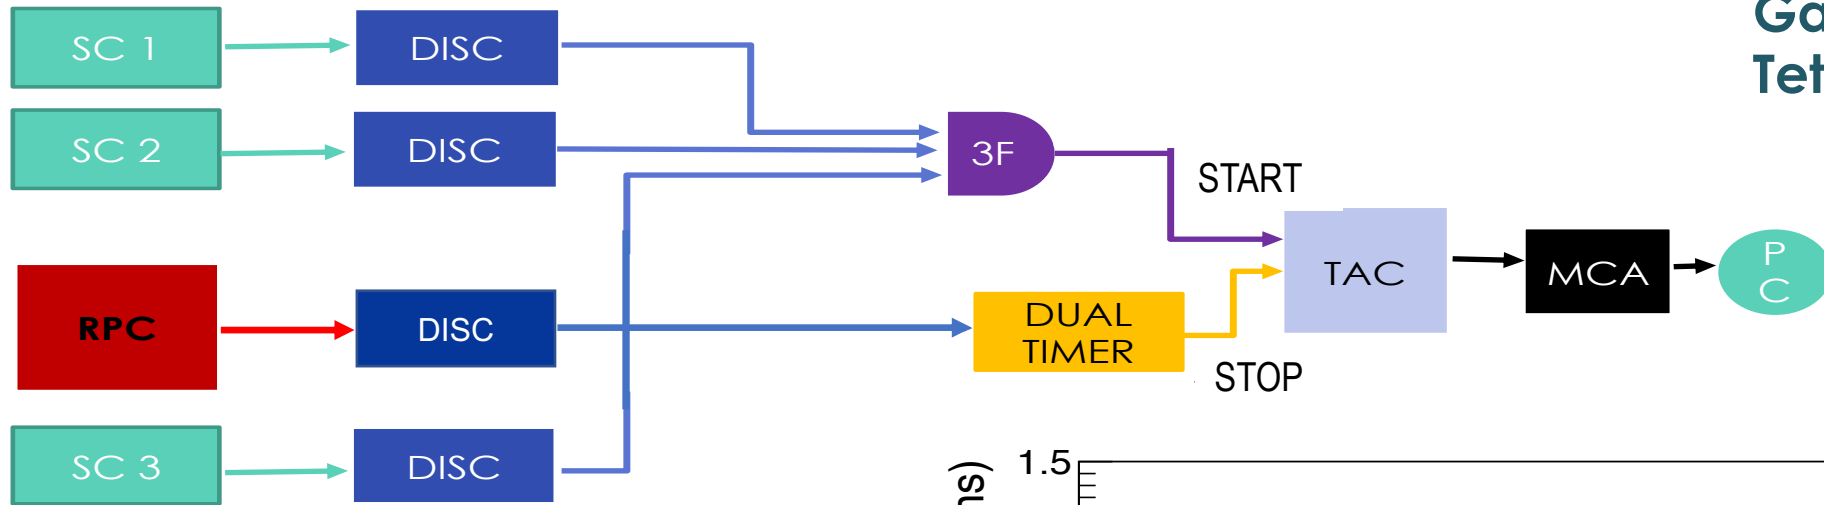 SC 1
DISC
SC 2
DISC
3F
START
RPC
DISC
DUAL
TIMER
STOP
TAC
MCA
P
C
SC 3
DISC
1.5